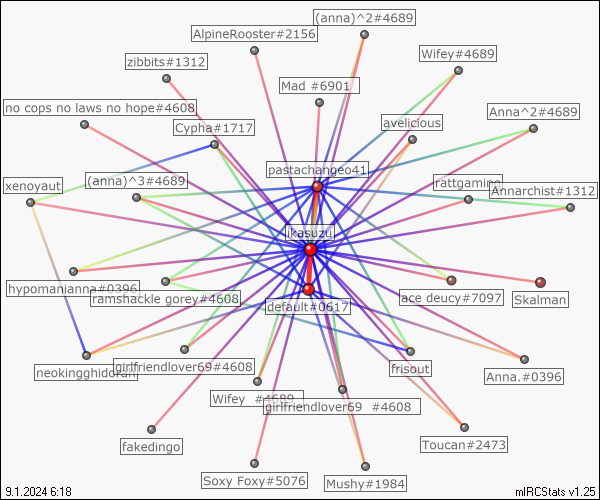 (anna)^2#4689
AlpineRooster#2156
Wifey#4689
zibbits#1312
Mad #6901
no cops no laws no hope#4608
Anna^2#4689
avelicious
Cypha#1717
pastachangeo41
xenoyaut
(anna)^3#4689
rattgaming
Annarchist#1312
ikasuzu
hypomanianna#0396
ramshackle gorey#4608
ace deucy#7097
Skalman
default#0617
neokingghidorah
girlfriendlover69#4608
frisout
Anna.#0396
Wifey #4689
girlfriendlover69 #4608
fakedingo
Toucan#2473
Soxy Foxy#5076
Mushy#1984
9.1.2024 6:18
mIRCStats v1.25